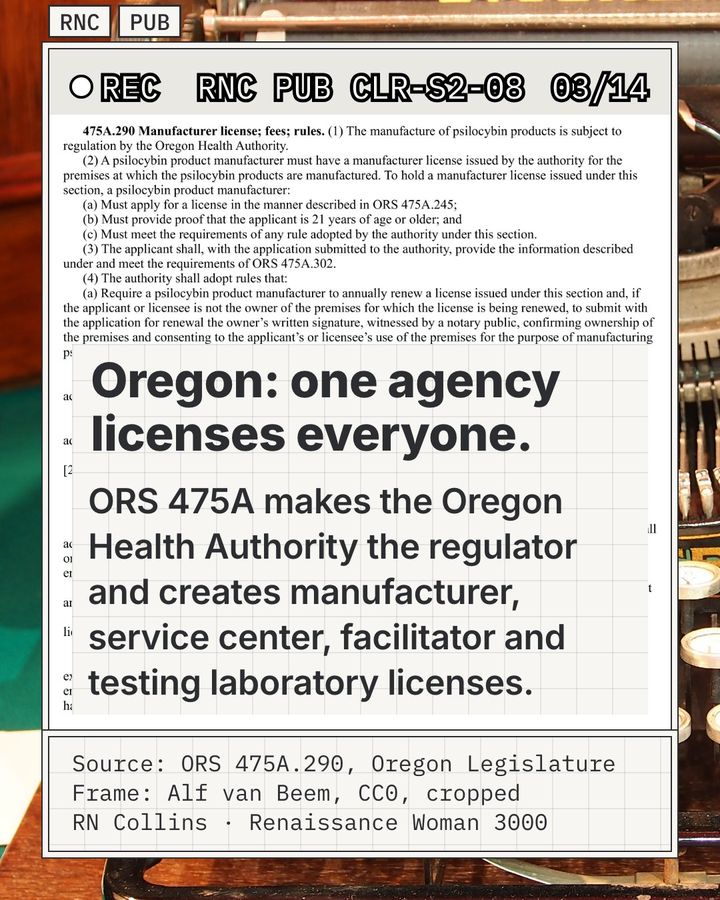 RNC PUB
REC RNC PUB CLR-S2-08 03/14
475A.290 Manufacturer license; fees; rules. (1) The manufacture of psilocybin products is subject to
regulation by the Oregon Health Authority.
(2) A psilocybin product manufacturer must have a manufacturer license issued by the authority for the
premises at which the psilocybin products are manufactured. To hold a manufacturer license issued under this
section, a psilocybin product manufacturer:
(a) Must apply for a license in the manner described in ORS 475A.245;
(b) Must provide proof that the applicant is 21 years of age or older; and
(c) Must meet the requirements of any rule adopted by the authority under this section.
(3) The applicant shall, with the application submitted to the authority, provide the information described
under and meet the requirements of ORS 475A.302.
(4) The authority shall adopt rules that:
(a) Require a psilocybin product manufacturer to annually renew a license issued under this section and, if
the applicant or licensee is not the owner of the premises for which the license is being renewed, to submit with
the application for renewal the owner’s written signature, witnessed by a notary public, confirming ownership of
the premises and consenting to the applicant’s or licensee’s use of the premises for the purpose of manufacturing
Oregon: one agency
licenses everyone.
ORS 475A makes the Oregon
Health Authority the regulator
and creates manufacturer,
service center, facilitator and
testing laboratory licenses.
Source: ORS 475A.290, Oregon Legislature
Frame: Alf van Beem, CC0, cropped
RN Collins · Renaissance Woman 3000